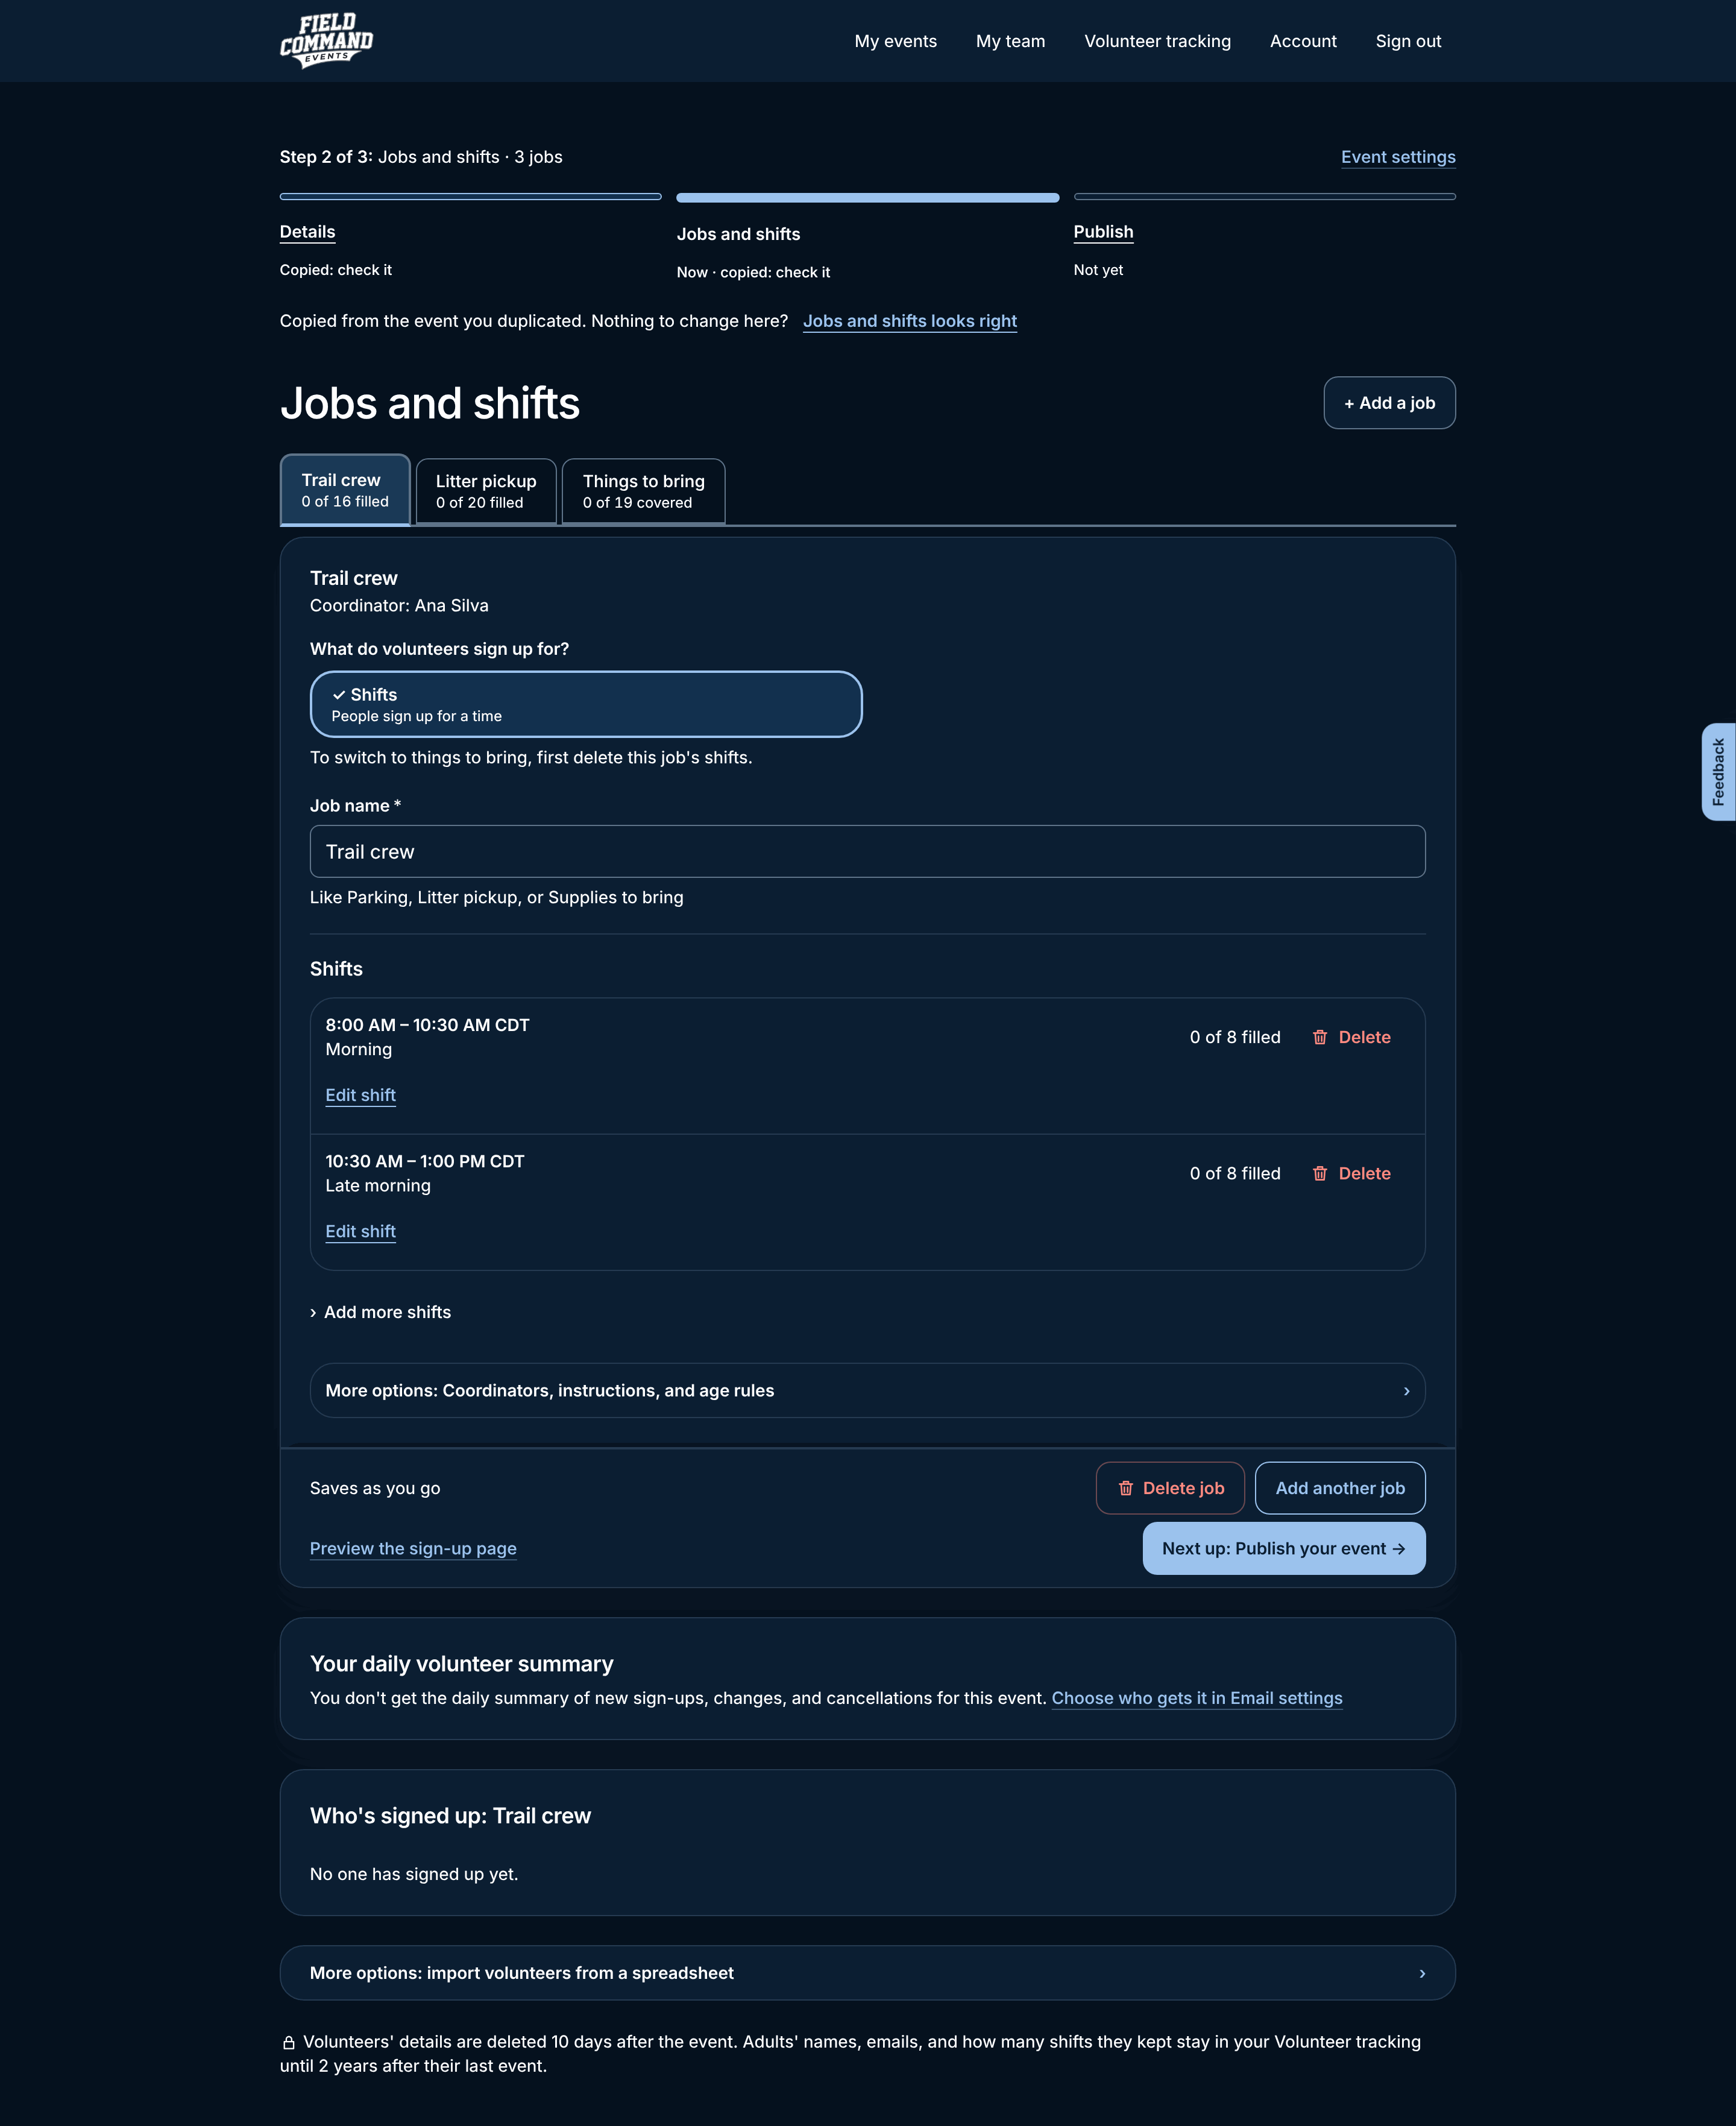 FIELD
COMMAND
EVENTS
My events
My team
Volunteer tracking
Account
Sign out
Step 2 of 3: Jobs and shifts · 3 jobs
Event settings
Details
Copied: check it
Jobs and shifts
Now · copied: check it
Publish
Not yet
Copied from the event you duplicated. Nothing to change here? Jobs and shifts looks right
Jobs and shifts
+ Add a job
Trail crew
0 of 16 filled
Litter pickup
0 of 20 filled
Things to bring
0 of 19 covered
Trail crew
Coordinator: Ana Silva
What do volunteers sign up for?
✓ Shifts
People sign up for a time
To switch to things to bring, first delete this job's shifts.
Job name *
Trail crew
Like Parking, Litter pickup, or Supplies to bring
Shifts
8:00 AM – 10:30 AM CDT
Morning
0 of 8 filled
Delete
Edit shift
10:30 AM – 1:00 PM CDT
Late morning
0 of 8 filled
Delete
Edit shift
› Add more shifts
More options: Coordinators, instructions, and age rules ›
Saves as you go
Delete job
Add another job
Preview the sign-up page
Next up: Publish your event →
Your daily volunteer summary
You don't get the daily summary of new sign-ups, changes, and cancellations for this event. Choose who gets it in Email settings
Who's signed up: Trail crew
No one has signed up yet.
More options: import volunteers from a spreadsheet ›
Volunteers' details are deleted 10 days after the event. Adults' names, emails, and how many shifts they kept stay in your Volunteer tracking
until 2 years after their last event.
Feedback